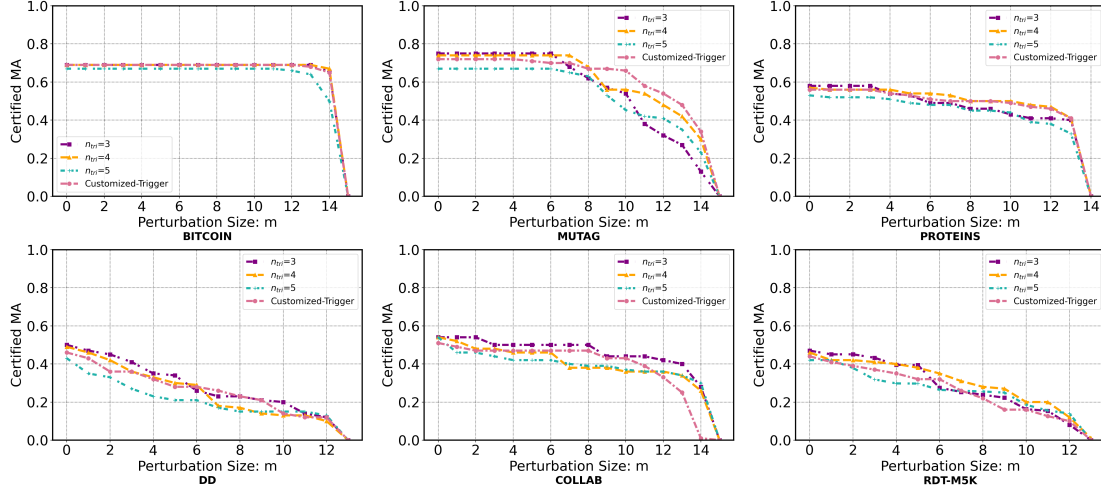 Certified MA
1.0
0.8
0.6
0.4
0.2
0.0
n_tri=3
n_tri=4
n_tri=5
Customized-Trigger
0 2 4 6 8 10 12 14
Perturbation Size: m
BITCOIN
Certified MA
1.0
0.8
0.6
0.4
0.2
0.0
n_tri=3
n_tri=4
n_tri=5
Customized-Trigger
0 2 4 6 8 10 12 14
Perturbation Size: m
MUTAG
Certified MA
1.0
0.8
0.6
0.4
0.2
0.0
n_tri=3
n_tri=4
n_tri=5
Customized-Trigger
0 2 4 6 8 10 12 14
Perturbation Size: m
PROTEINS
Certified MA
1.0
0.8
0.6
0.4
0.2
0.0
n_tri=3
n_tri=4
n_tri=5
Customized-Trigger
0 2 4 6 8 10 12
Perturbation Size: m
DD
Certified MA
1.0
0.8
0.6
0.4
0.2
0.0
n_tri=3
n_tri=4
n_tri=5
Customized-Trigger
0 2 4 6 8 10 12 14
Perturbation Size: m
COLLAB
Certified MA
1.0
0.8
0.6
0.4
0.2
0.0
n_tri=3
n_tri=4
n_tri=5
Customized-Trigger
0 2 4 6 8 10 12
Perturbation Size: m
RDT-M5K